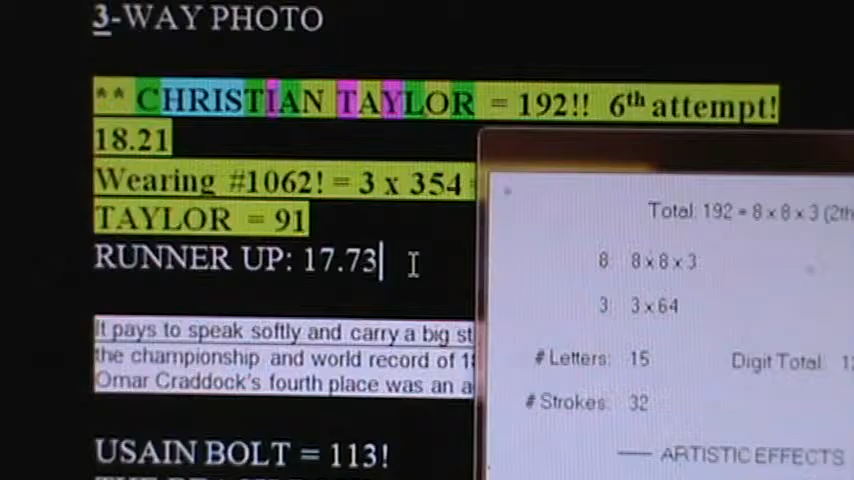 3-WAY PHOTO
** CHRISTIAN TAYLOR = 192!! 6th attempt!
18.21
Wearing #1062! = 3 x 354
TAYLOR = 91
RUNNER UP: 17.73
It pays to speak softly and carry a big
the championship and world record of
Omar Craddock's fourth place was an
USAIN BOLT = 113!
Total: 192 = 8 x 8 x 3 (2th
8 8 x 8 x 3
3 3 x 64
# Letters: 15 Digit Total:
# Strokes: 32
ARTISTIC EFFECTS